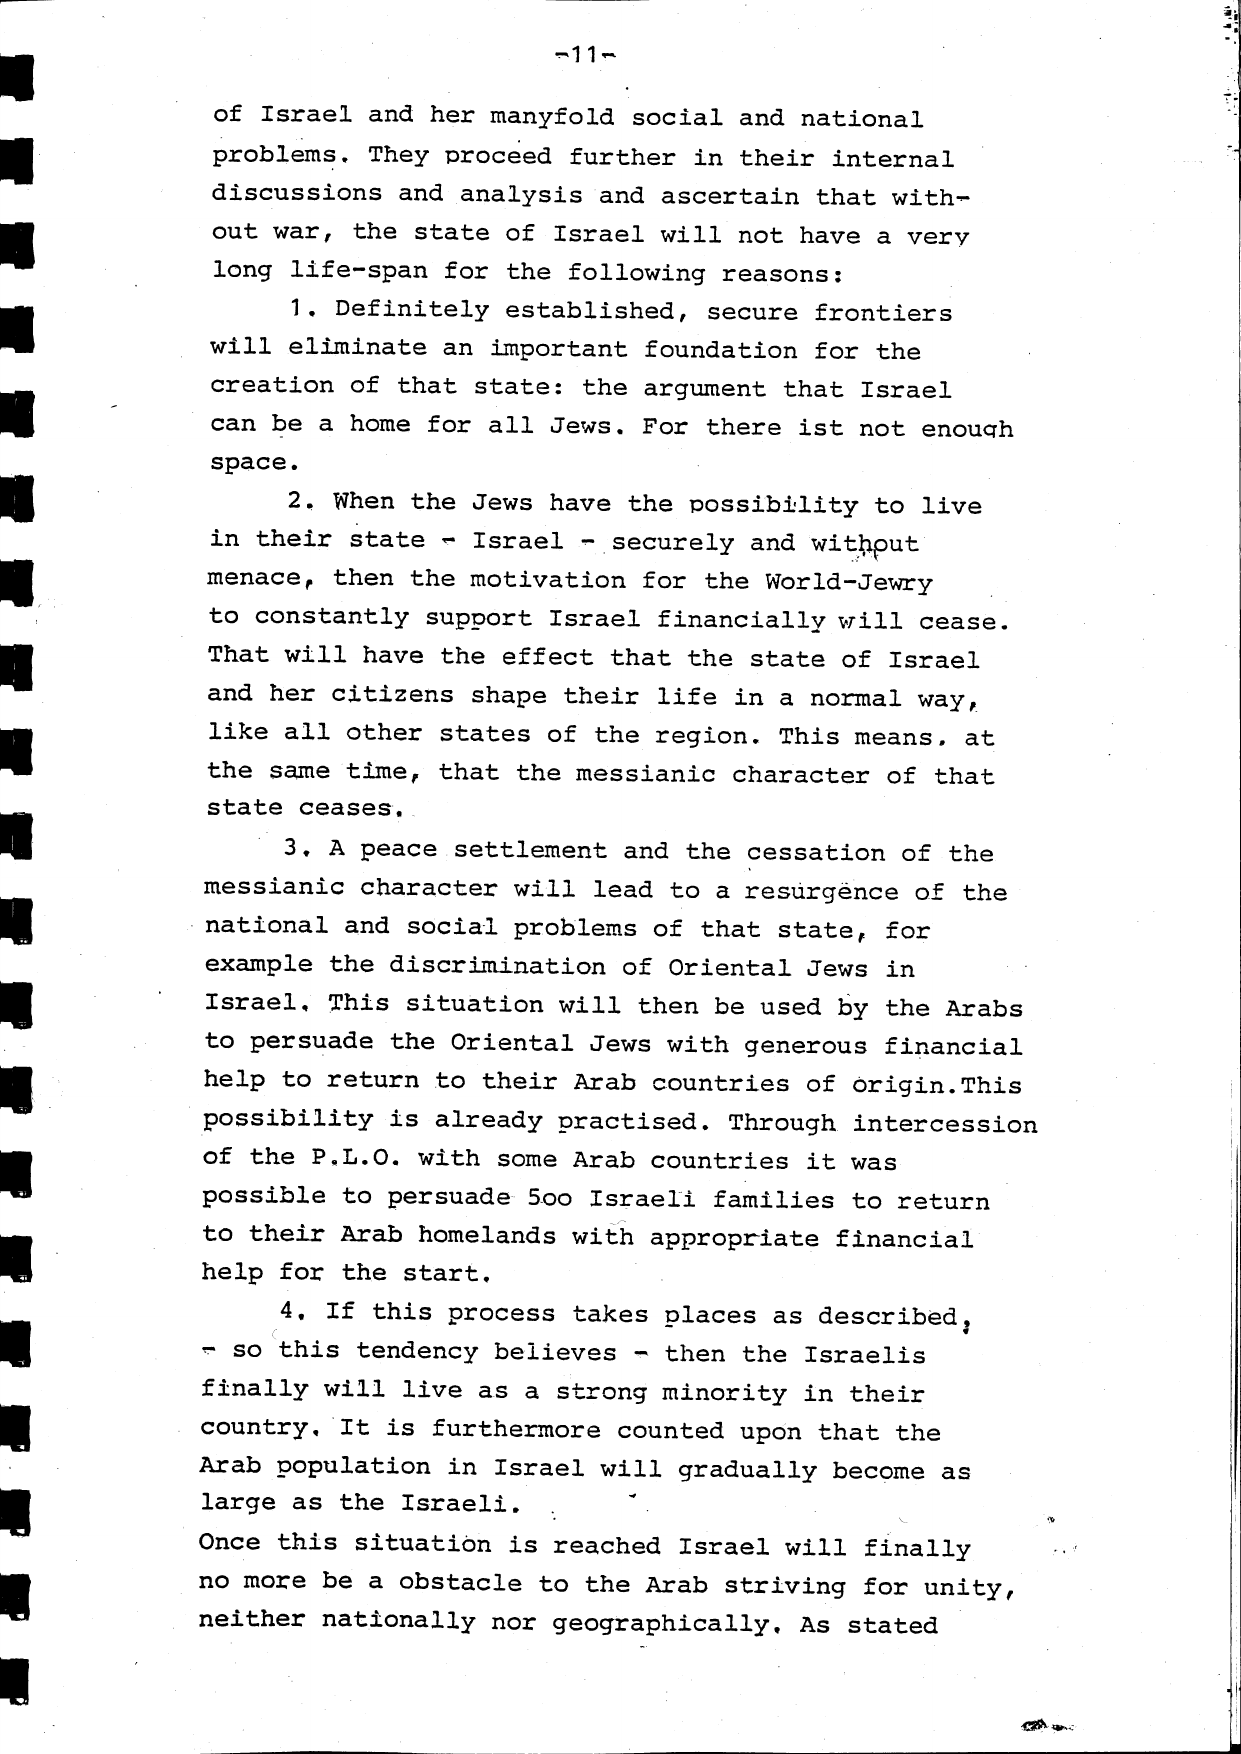 -11-
of Israel and her manyfold social and national
problems. They proceed further in their internal
discussions and analysis and ascertain that with-
out war, the state of Israel will not have a very
long life-span for the following reasons:
1. Definitely established, secure frontiers
will eliminate an important foundation for the
creation of that state: the argument that Israel
can be a home for all Jews. For there ist not enough
space.
2. When the Jews have the possibility to live
in their state - Israel - securely and without
menace, then the motivation for the World-Jewry
to constantly support Israel financially will cease.
That will have the effect that the state of Israel
and her citizens shape their life in a normal way,
like all other states of the region. This means. at
the same time, that the messianic character of that
state ceases.
3. A peace settlement and the cessation of the
messianic character will lead to a resurgence of the
national and social problems of that state, for
example the discrimination of Oriental Jews in
Israel. This situation will then be used by the Arabs
to persuade the Oriental Jews with generous financial
help to return to their Arab countries of origin.This
possibility is already practised. Through intercession
of the P.L.O. with some Arab countries it was
possible to persuade 5oo Israeli families to return
to their Arab homelands with appropriate financial
help for the start.
4. If this process takes places as described,
- so this tendency believes - then the Israelis
finally will live as a strong minority in their
country. It is furthermore counted upon that the
Arab population in Israel will gradually become as
large as the Israeli.
Once this situation is reached Israel will finally
no more be a obstacle to the Arab striving for unity,
neither nationally nor geographically. As stated